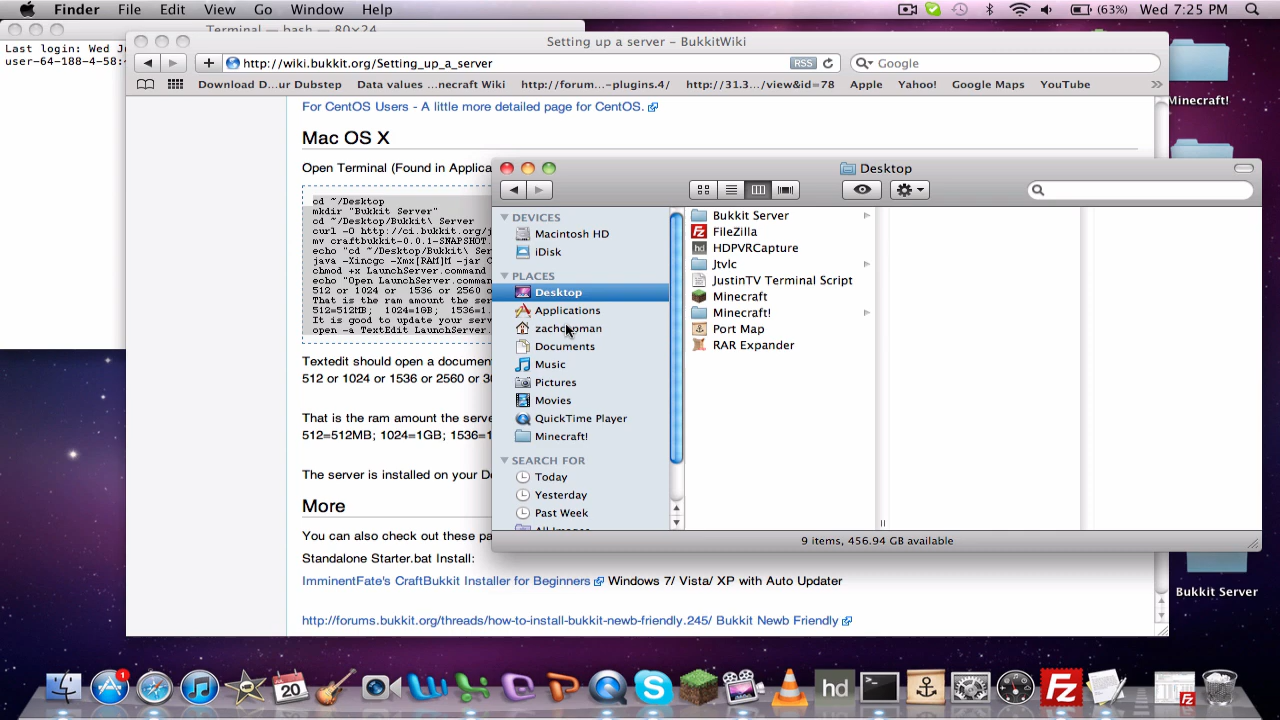 Finder File Edit View Go Window Help (63%) Wed 7:25 PM
Terminal — bash — 80×24
Last login: Wed
user-64-188-4-58:
Setting up a server – BukkitWiki
http://wiki.bukkit.org/Setting_up_a_server RSS Google
Download D...ur Dubstep Data values ...necraft Wiki http://forum...-plugins.4/ http://31.3.../view&id=78 Apple Yahoo! Google Maps YouTube >>
For CentOS Users - A little more detailed page for CentOS.
Mac OS X
Open Terminal (Found in Applica
cd ~/Desktop
mkdir "Bukkit Server"
cd ~/Desktop/Bukkit\ Server
curl -O http://ci.bukkit.org/j
mv craftbukkit-0.0.1-SNAPSHOT.
echo "cd ~/Desktop/Bukkit\ Ser
java -Xincgc -Xmx[RAM]M -jar C
chmod +x LaunchServer.command
echo "Open LaunchServer.comman
512 or 1024 or 1536 or 2560 o
That is the ram amount the ser
512=512MB; 1024=1GB; 1536=1.
It is good to update your ser
open -a TextEdit LaunchServer.
Textedit should open a documen
512 or 1024 or 1536 or 2560 or 3
That is the ram amount the serve
512=512MB; 1024=1GB; 1536=1
The server is installed on your De
More
You can also check out these pa
Standalone Starter.bat Install:
ImminentFate's CraftBukkit Installer for Beginners Windows 7/ Vista/ XP with Auto Updater
http://forums.bukkit.org/threads/how-to-install-bukkit-newb-friendly.245/ Bukkit Newb Friendly
Desktop
DEVICES
Macintosh HD
iDisk
PLACES
Desktop
Applications
Documents
Music
Pictures
Movies
QuickTime Player
Minecraft!
SEARCH FOR
Today
Yesterday
Past Week
All Images
Bukkit Server
FileZilla
HDPVRCapture
Jtvlc
JustinTV Terminal Script
Minecraft
Minecraft!
Port Map
RAR Expander
9 items, 456.94 GB available
Minecraft!
Bukkit Server
1
20
hd